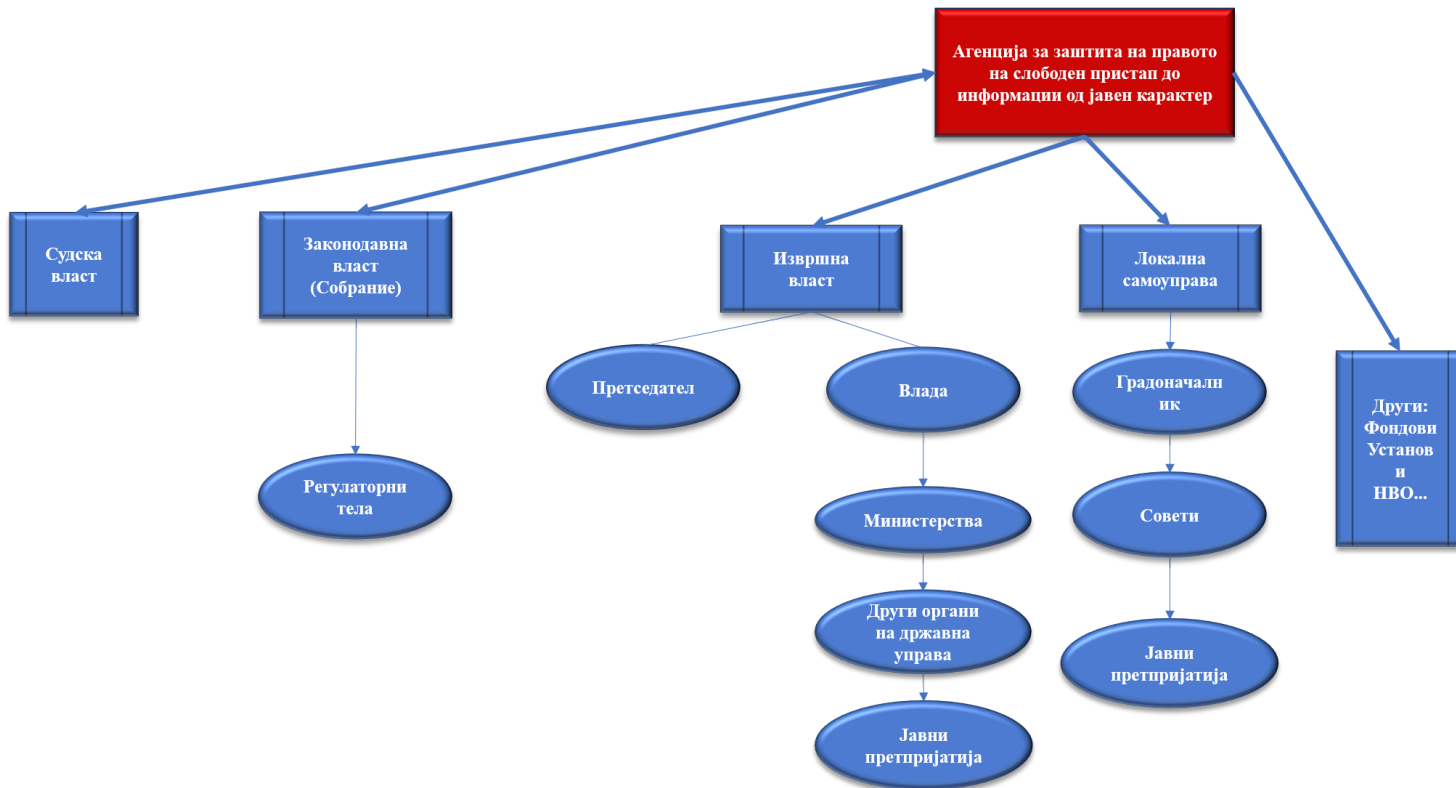 Агенција за заштита на правото
на слободен пристап до
информации од јавен карактер
Судска
власт
Законодавна
власт
(Собрание)
Извршна
власт
Локална
самоуправа
Претседател
Влада
Градоначалн
ик
Други:
Фондови
Установ
и
НВО...
Регулаторни
тела
Министерства
Совети
Други органи
на државна
управа
Јавни
претпријатија
Јавни
претпријатија